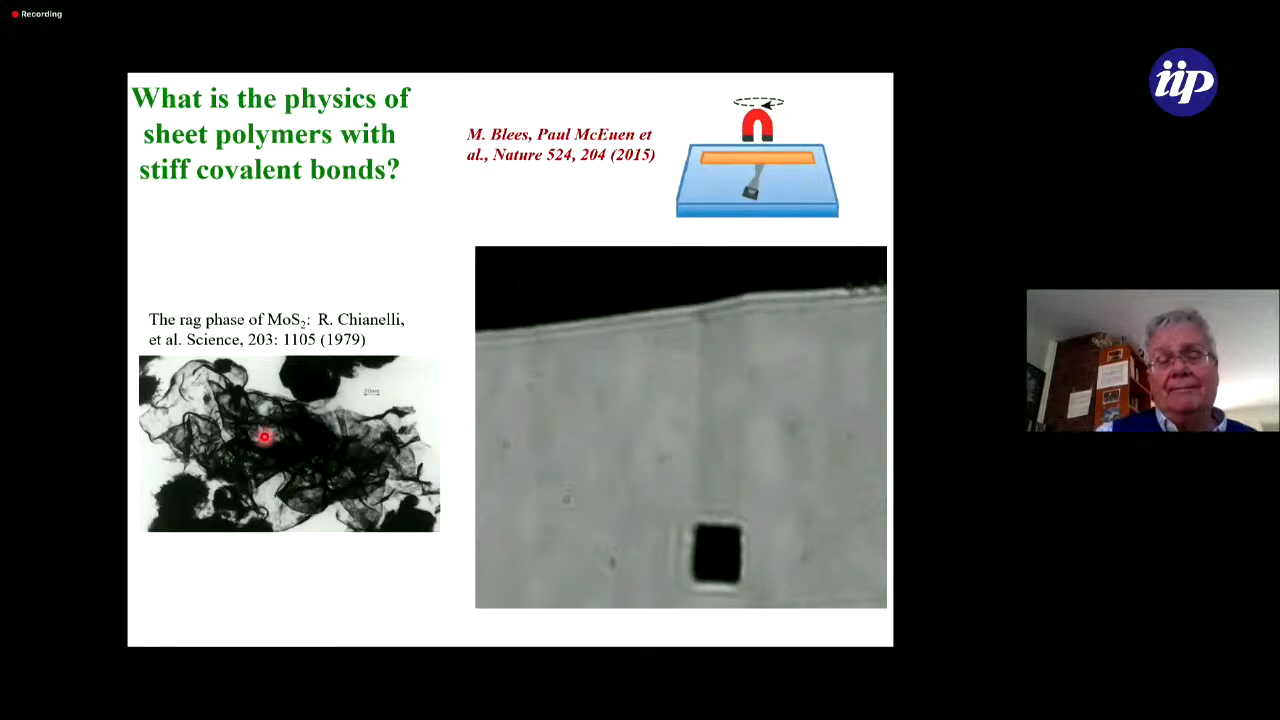 Recording
iip
What is the physics of
sheet polymers with
stiff covalent bonds?
M. Blees, Paul McEuen et
al., Nature 524, 204 (2015)
The rag phase of MoS₂: R. Chianelli,
et al. Science, 203: 1105 (1979)